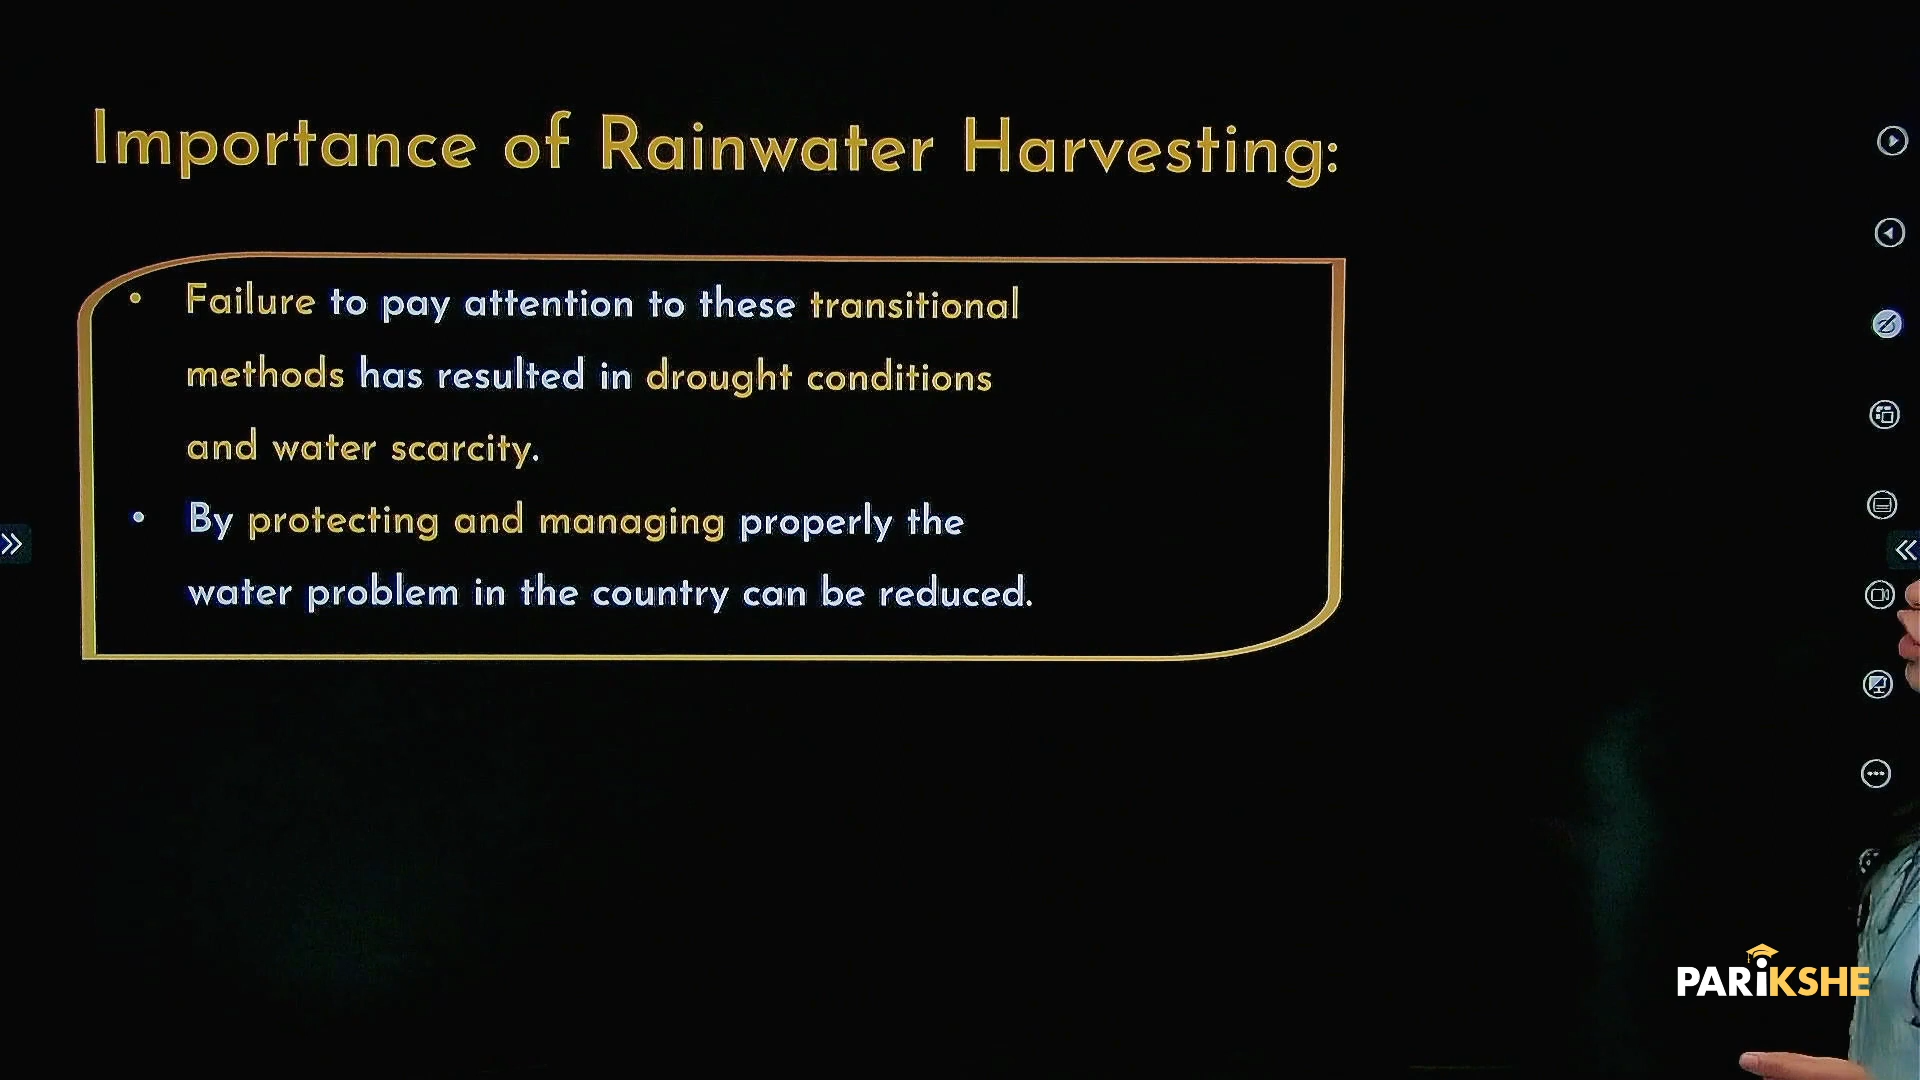 Importance of Rainwater Harvesting:
• Failure to pay attention to these transitional
methods has resulted in drought conditions
and water scarcity.
• By protecting and managing properly the
water problem in the country can be reduced.
PARiKSHE